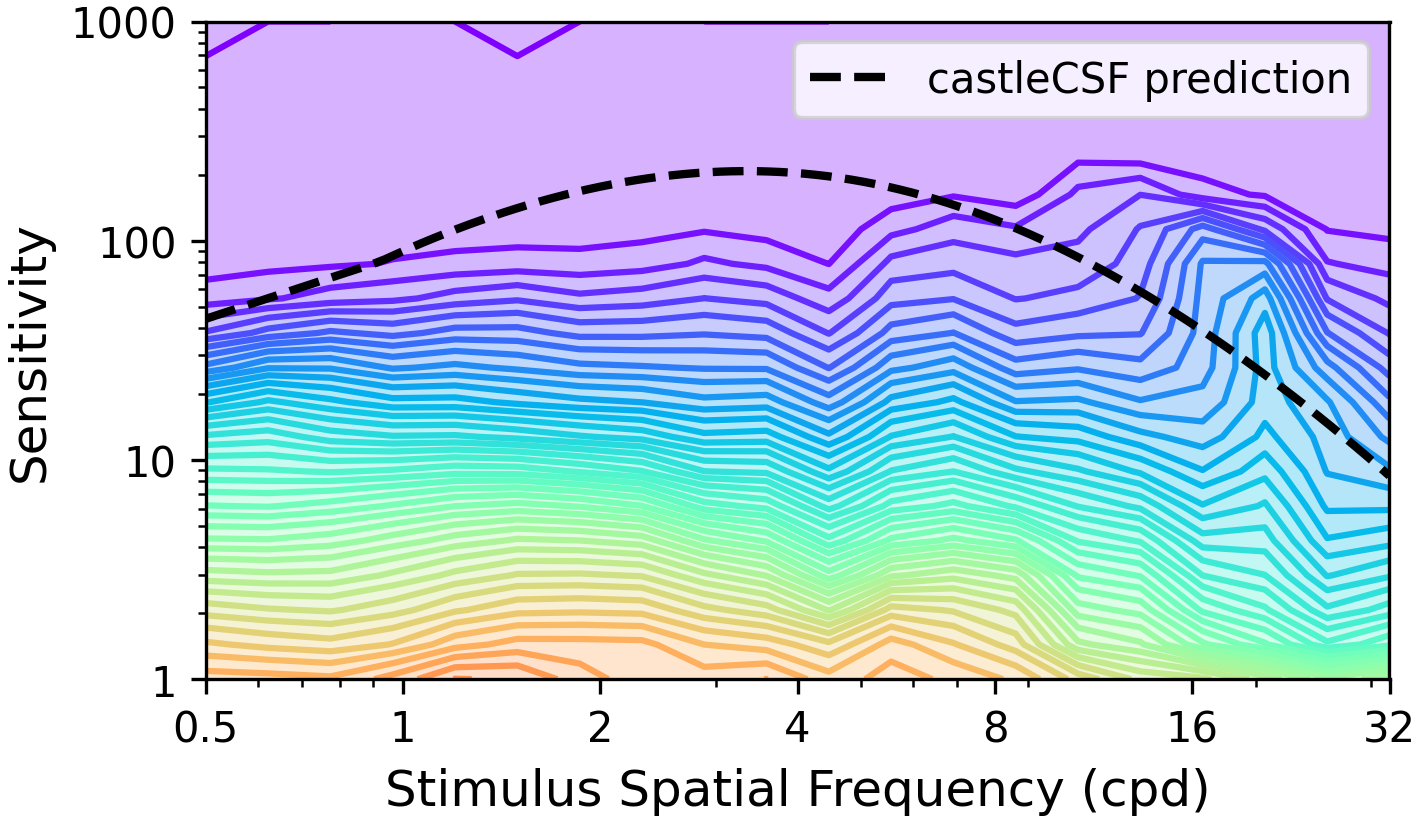 1000
100
10
1
Sensitivity
castleCSF prediction
0.5 1 2 4 8 16 32
Stimulus Spatial Frequency (cpd)